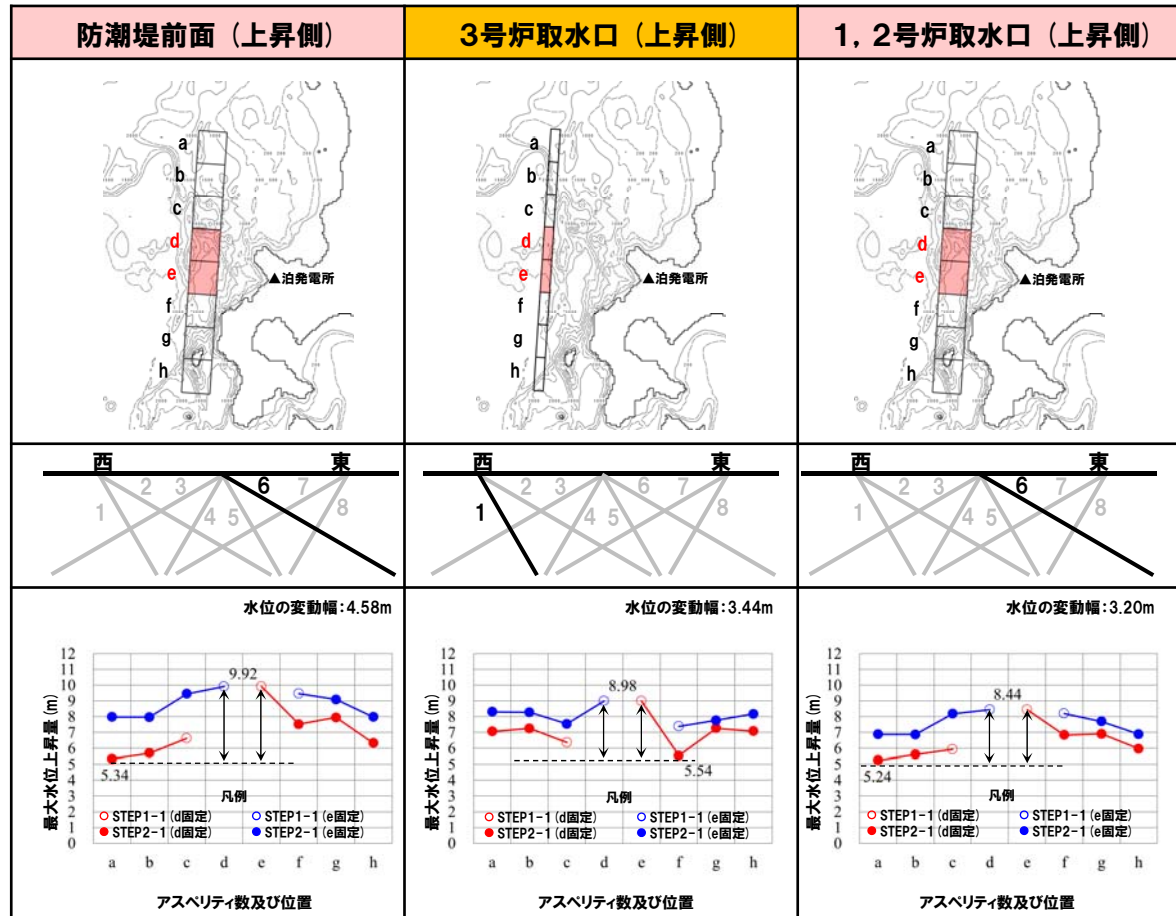 防潮堤前面（上昇側）
3号炉取水口（上昇側）
1，2号炉取水口（上昇側）
a
b
c
d
e
f
g
h
▲泊発電所
a
b
c
d
e
f
g
h
▲泊発電所
a
b
c
d
e
f
g
h
▲泊発電所
西 東
1 2 3 4 5 6 7 8
西 東
1 2 3 4 5 6 7 8
西 東
1 2 3 4 5 6 7 8
水位の変動幅：4.58m
最大水位上昇量(m)
12
11
10
9
8
7
6
5
4
3
2
1
0
9.92
5.34
凡例
STEP1-1（d固定） STEP1-1（e固定）
STEP2-1（d固定） STEP2-1（e固定）
a b c d e f g h
アスペリティ数及び位置
水位の変動幅：3.44m
最大水位上昇量(m)
12
11
10
9
8
7
6
5
4
3
2
1
0
8.98
5.54
凡例
STEP1-1（d固定） STEP1-1（e固定）
STEP2-1（d固定） STEP2-1（e固定）
a b c d e f g h
アスペリティ数及び位置
水位の変動幅：3.20m
最大水位上昇量(m)
12
11
10
9
8
7
6
5
4
3
2
1
0
8.44
5.24
凡例
STEP1-1（d固定） STEP1-1（e固定）
STEP2-1（d固定） STEP2-1（e固定）
a b c d e f g h
アスペリティ数及び位置